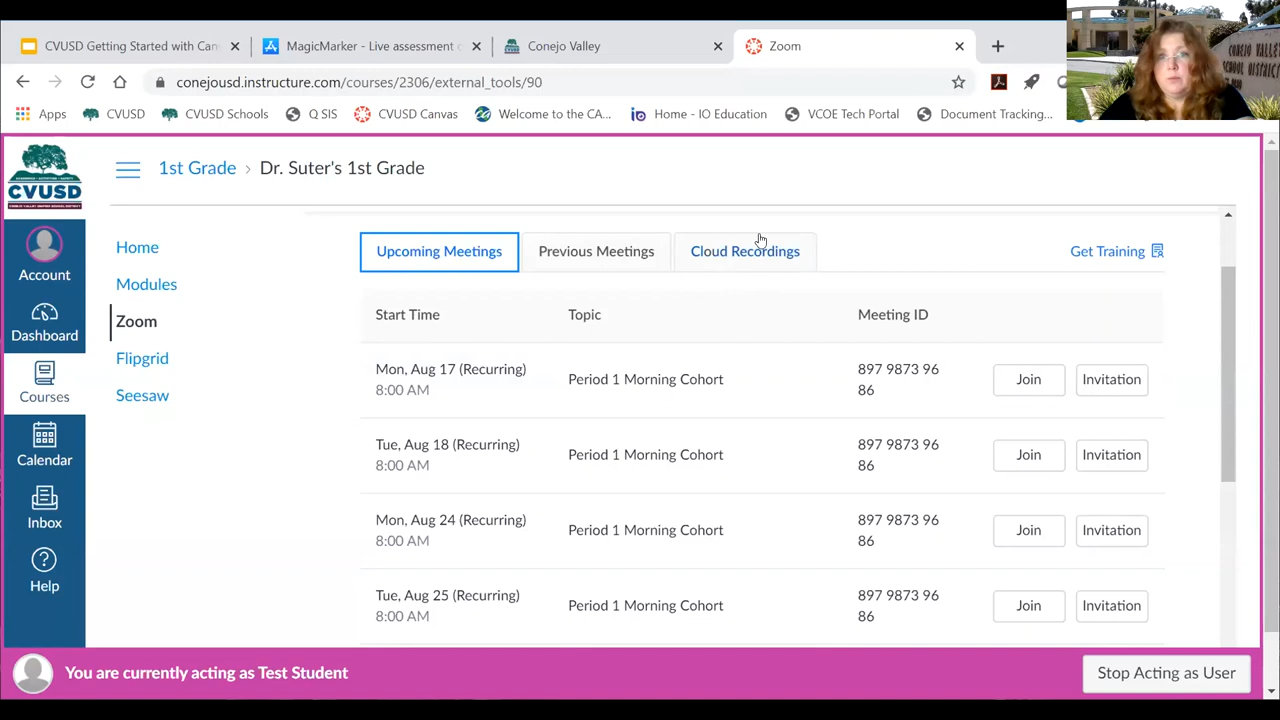 CVUSD Getting Started with Can
MagicMarker - Live assessment
Conejo Valley
Zoom
conejousd.instructure.com/courses/2306/external_tools/90
Apps
CVUSD
CVUSD Schools
Q SIS
CVUSD Canvas
Welcome to the CA...
Home - IO Education
VCOE Tech Portal
Document Tracking...
CONEJO VALLEY
SCHOOL DISTRICT
CVUSD
1st Grade > Dr. Suter's 1st Grade
Account
Dashboard
Courses
Calendar
Inbox
Help
Home
Modules
Zoom
Flipgrid
Seesaw
Upcoming Meetings
Previous Meetings
Cloud Recordings
Get Training
Start Time Topic Meeting ID
Mon, Aug 17 (Recurring)
8:00 AM
Period 1 Morning Cohort
897 9873 96
86
Join
Invitation
Tue, Aug 18 (Recurring)
8:00 AM
Period 1 Morning Cohort
897 9873 96
86
Join
Invitation
Mon, Aug 24 (Recurring)
8:00 AM
Period 1 Morning Cohort
897 9873 96
86
Join
Invitation
Tue, Aug 25 (Recurring)
8:00 AM
Period 1 Morning Cohort
897 9873 96
86
Join
Invitation
You are currently acting as Test Student
Stop Acting as User